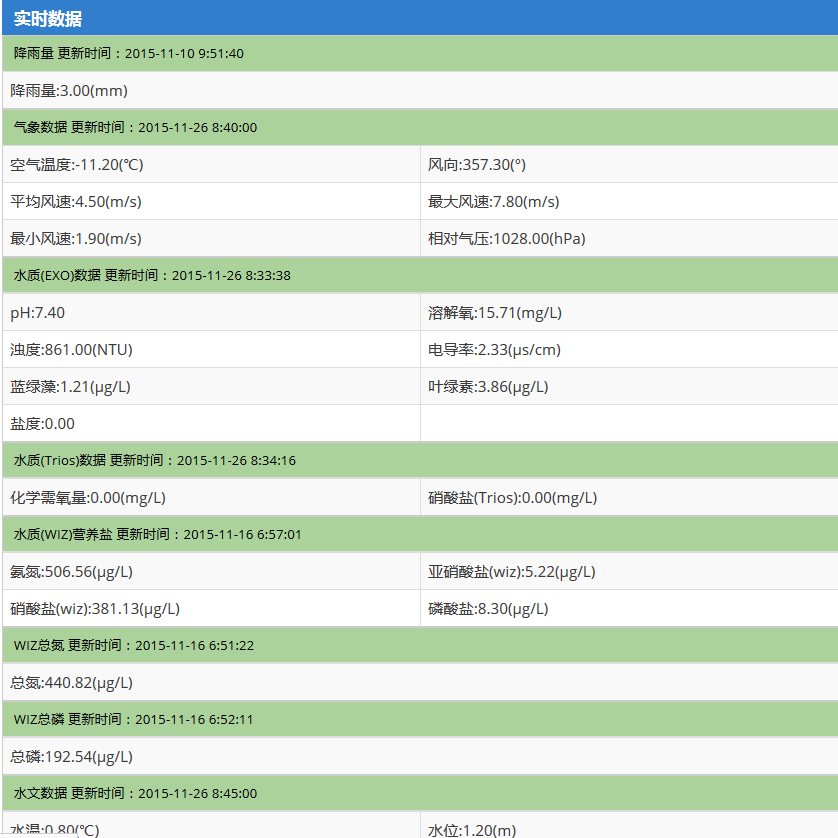 实时数据
降雨量 更新时间：2015-11-10 9:51:40
降雨量:3.00(mm)
气象数据 更新时间：2015-11-26 8:40:00
空气温度:-11.20(℃) 风向:357.30(°)
平均风速:4.50(m/s) 最大风速:7.80(m/s)
最小风速:1.90(m/s) 相对气压:1028.00(hPa)
水质(EXO)数据 更新时间：2015-11-26 8:33:38
pH:7.40 溶解氧:15.71(mg/L)
浊度:861.00(NTU) 电导率:2.33(μs/cm)
蓝绿藻:1.21(μg/L) 叶绿素:3.86(μg/L)
盐度:0.00
水质(Trios)数据 更新时间：2015-11-26 8:34:16
化学需氧量:0.00(mg/L) 硝酸盐(Trios):0.00(mg/L)
水质(WIZ)营养盐 更新时间：2015-11-16 6:57:01
氨氮:506.56(μg/L) 亚硝酸盐(wiz):5.22(μg/L)
硝酸盐(wiz):381.13(μg/L) 磷酸盐:8.30(μg/L)
WIZ总氮 更新时间：2015-11-16 6:51:22
总氮:440.82(μg/L)
WIZ总磷 更新时间：2015-11-16 6:52:11
总磷:192.54(μg/L)
水文数据 更新时间：2015-11-26 8:45:00
水温:0.80(℃) 水位:1.20(m)